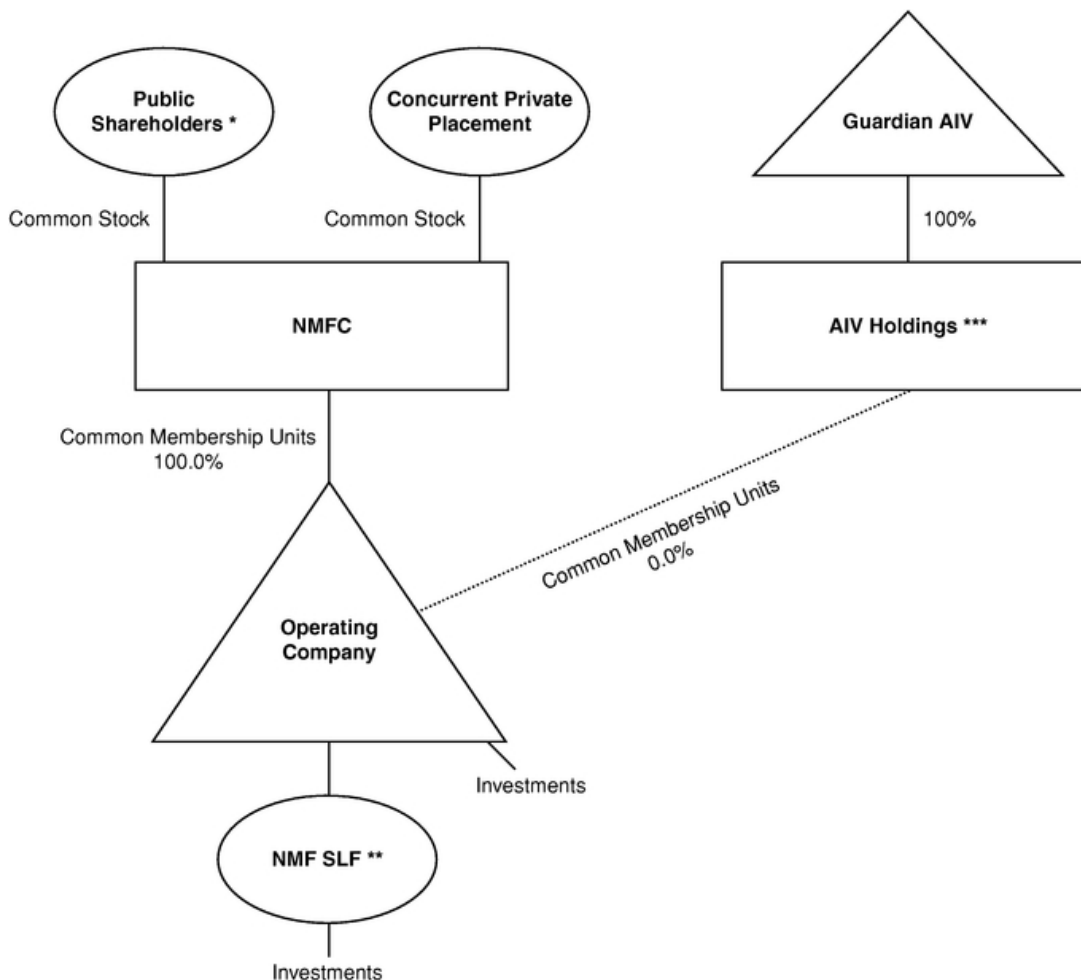 Public
Shareholders *
Concurrent Private
Placement
Guardian AIV
Common Stock
Common Stock
100%
NMFC
AIV Holdings ***
Common Membership Units
100.0%
Common Membership Units
0.0%
Operating
Company
Investments
NMF SLF **
Investments